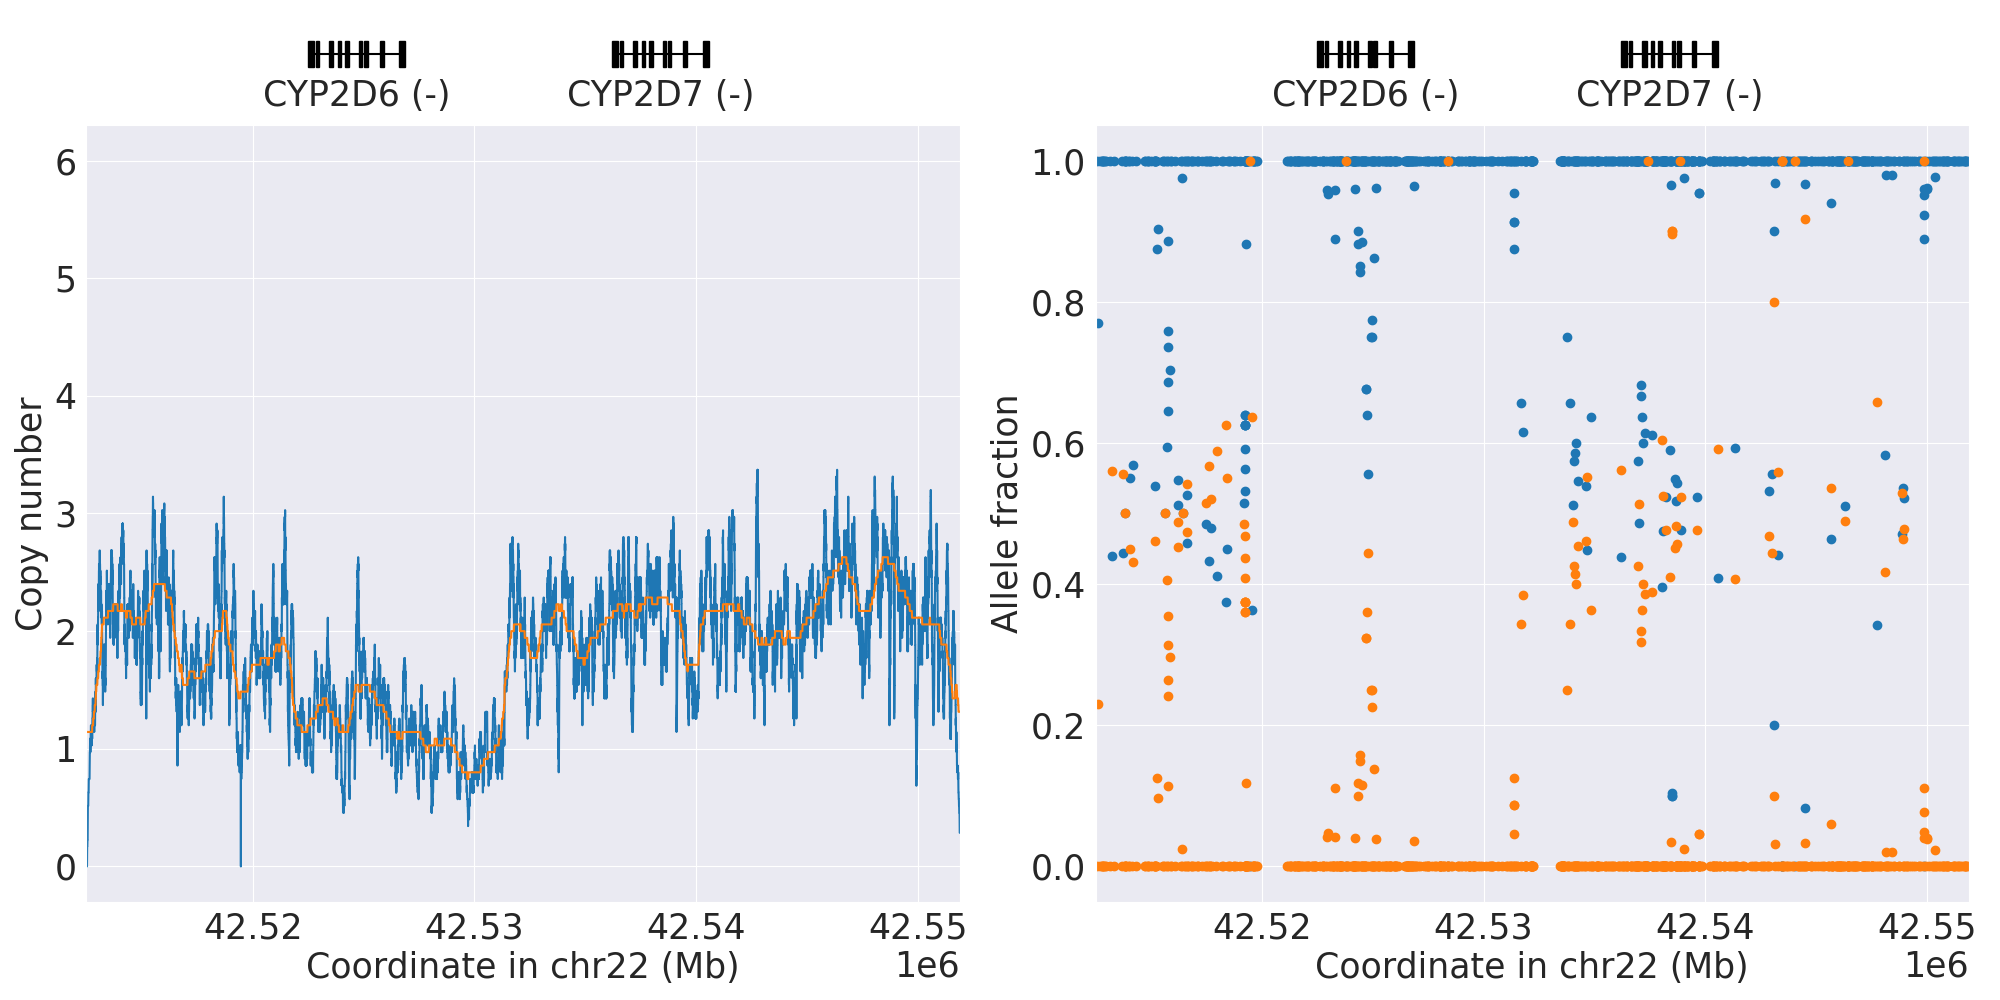 CYP2D6 (-) CYP2D7 (-)
6
5
4
3
2
1
0
Copy number
42.52 42.53 42.54 42.55
Coordinate in chr22 (Mb) 1e6
CYP2D6 (-) CYP2D7 (-)
1.0
0.8
0.6
0.4
0.2
0.0
Allele fraction
42.52 42.53 42.54 42.55
Coordinate in chr22 (Mb) 1e6